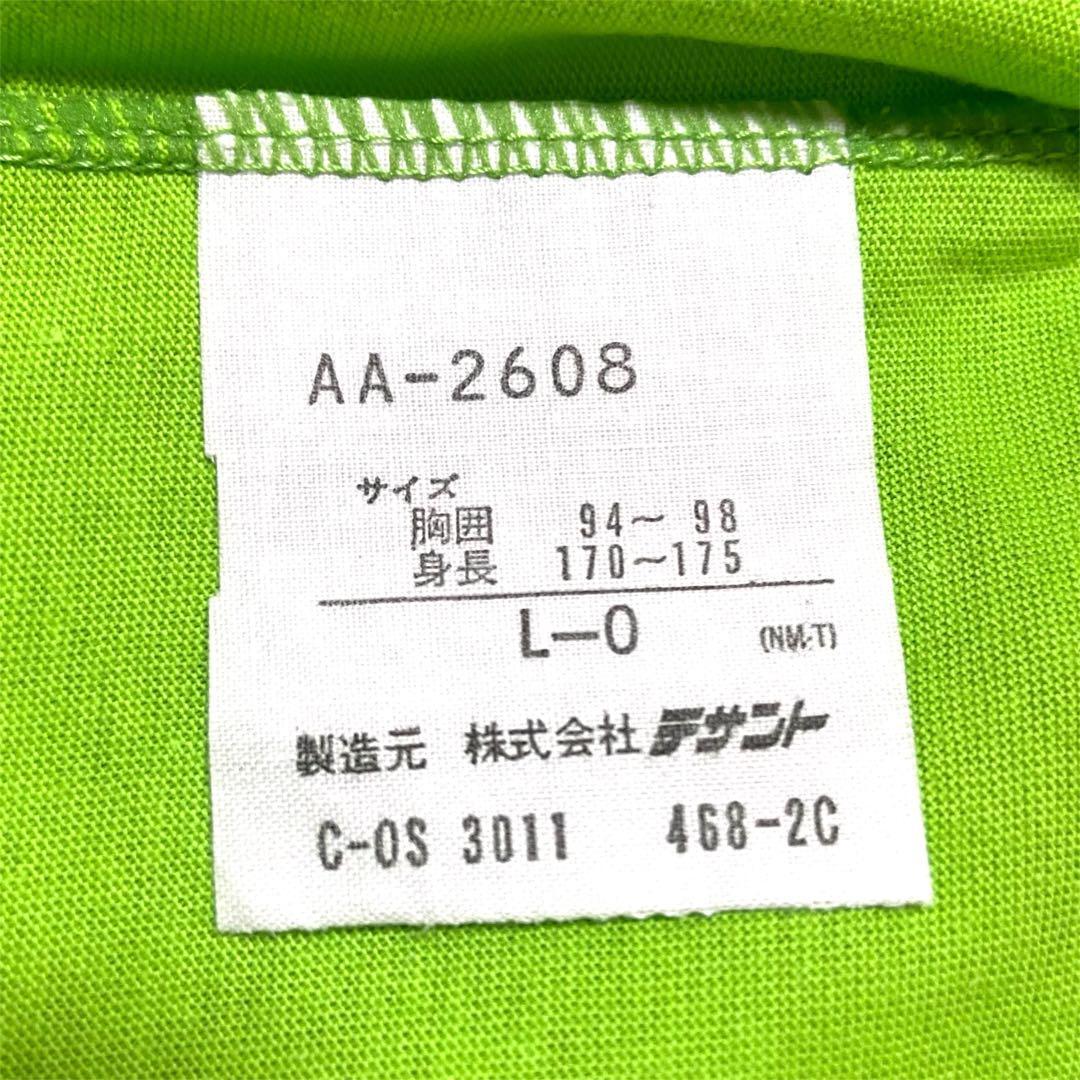 AA-2608
サイズ
胸囲 94～ 98
身長 170～175
L-O (NM-T)
製造元 株式会社デサント
C-OS 3011 468-2C